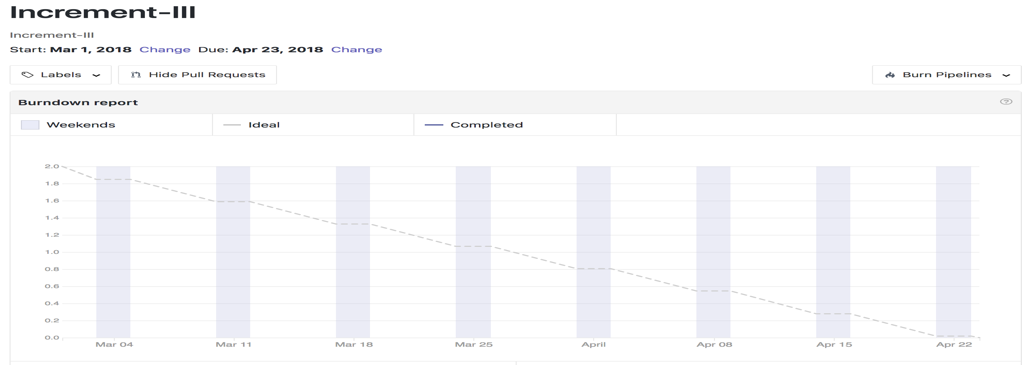 Increment-III
Increment-III
Start: Mar 1, 2018 Change Due: Apr 23, 2018 Change
Labels Hide Pull Requests Burn Pipelines
Burndown report
Weekends Ideal Completed
2.0
1.8
1.6
1.4
1.2
1.0
0.8
0.6
0.4
0.2
0.0
Mar 04 Mar 11 Mar 18 Mar 25 April Apr 08 Apr 15 Apr 22